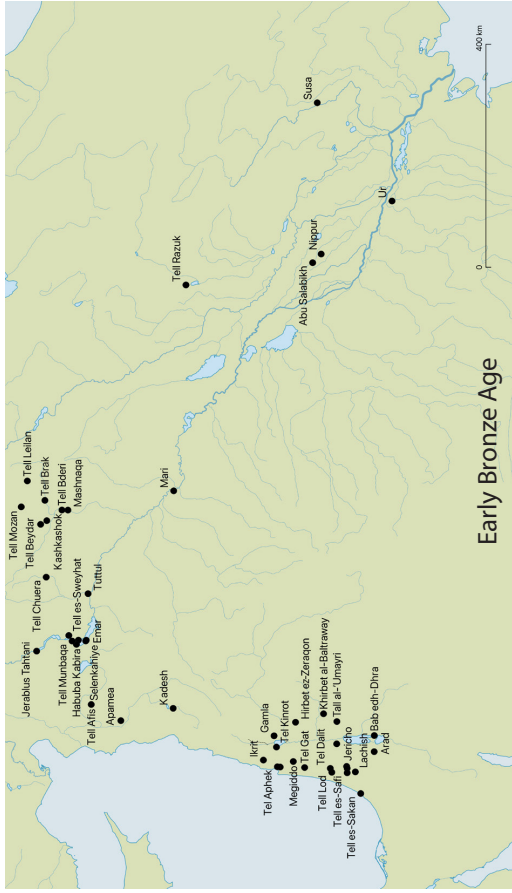 Jerablus Tahtani
Tell Mozan
Tell Leilan
Tell Beydar
Tell Brak
Tell Chuera
Kashkashok
Tell Bderi
Mashnaqa
Tell Munbaqa
Tell es-Sweyhat
Habuba Kabira
Tell Afis
Selenkahiye
Emar
Tuttul
Apamea
Kadesh
Mari
Tell Razuk
Abu Salabikh
Nippur
Susa
Ur
Ikrit
Gamla
Tel Aphek
Tel Kinrot
Megiddo
Hirbet ez-Zeraqon
Tel Gat
Tel Dalit
Khirbet al-Baltraway
Tell Lod
Tall al-'Umayri
Tell es-Safi
Jericho
Tell es-Sakan
Lachish
Bab edh-Dhra
Arad
Early Bronze Age
0
400 km